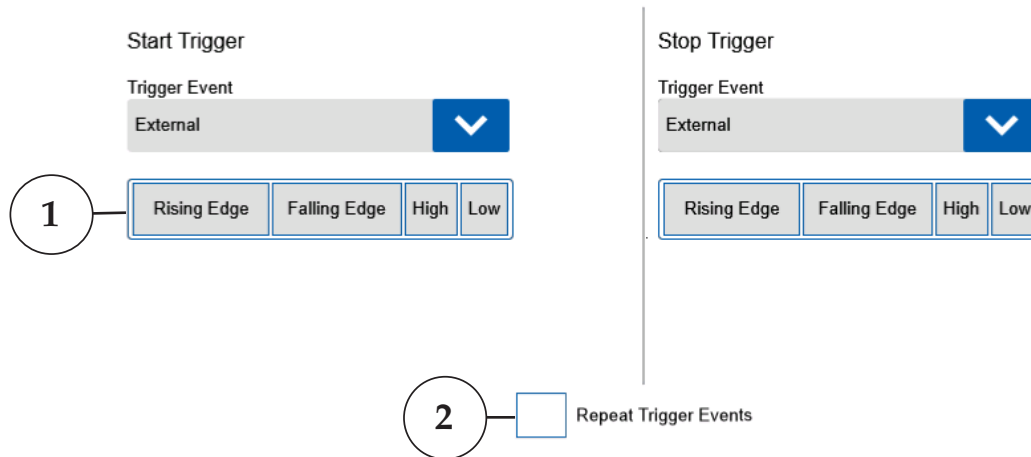 Start Trigger
Trigger Event
External
1
Rising Edge Falling Edge High Low
Stop Trigger
Trigger Event
External
Rising Edge Falling Edge High Low
2
Repeat Trigger Events